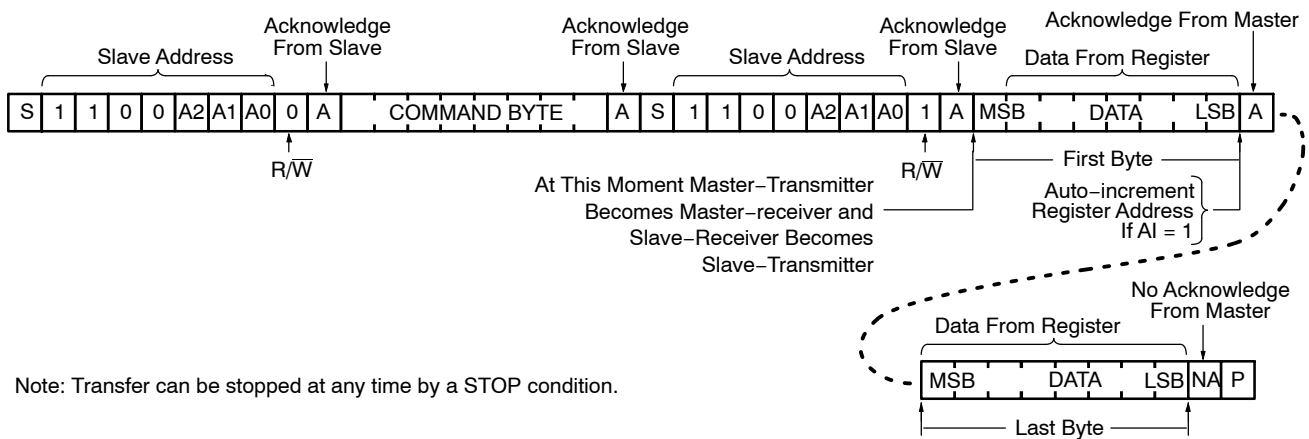 Acknowledge From Slave
Acknowledge From Slave
Acknowledge From Slave
Acknowledge From Master
Slave Address
Slave Address
Data From Register
S 1 1 0 0 A2 A1 A0 0 A COMMAND BYTE A S 1 1 0 0 A2 A1 A0 1 A MSB DATA LSB A
R/W̅
R/W̅
First Byte
At This Moment Master−Transmitter
Becomes Master−receiver and
Slave−Receiver Becomes
Slave−Transmitter
Auto−increment
Register Address
If AI = 1
No Acknowledge
From Master
Data From Register
MSB DATA LSB NA P
Last Byte
Note: Transfer can be stopped at any time by a STOP condition.